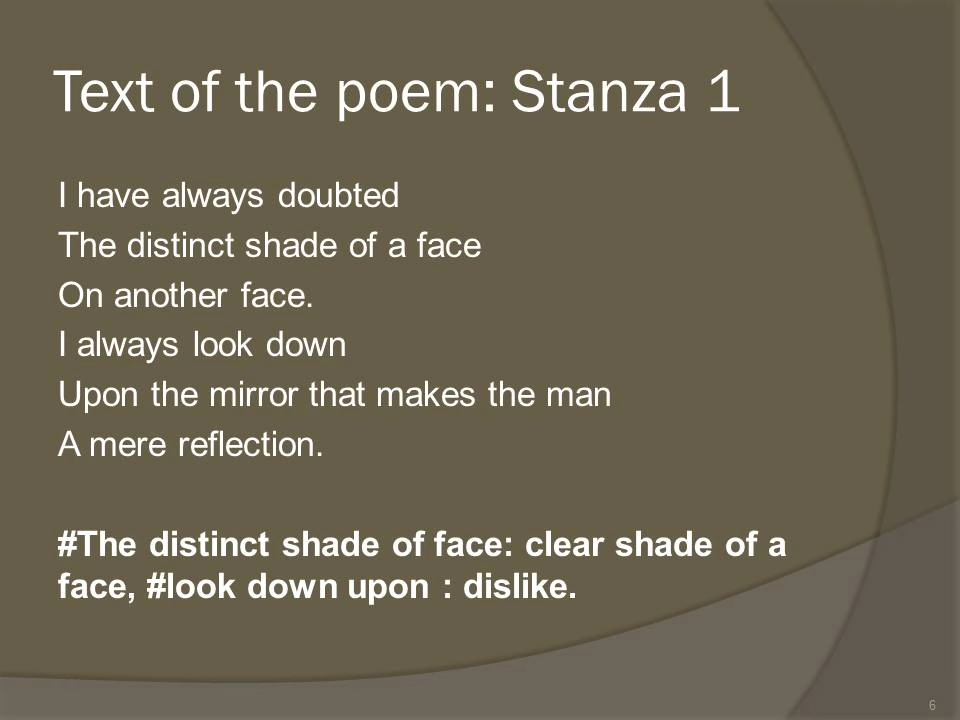 Text of the poem: Stanza 1
I have always doubted
The distinct shade of a face
On another face.
I always look down
Upon the mirror that makes the man
A mere reflection.
#The distinct shade of face: clear shade of a
face, #look down upon : dislike.
6